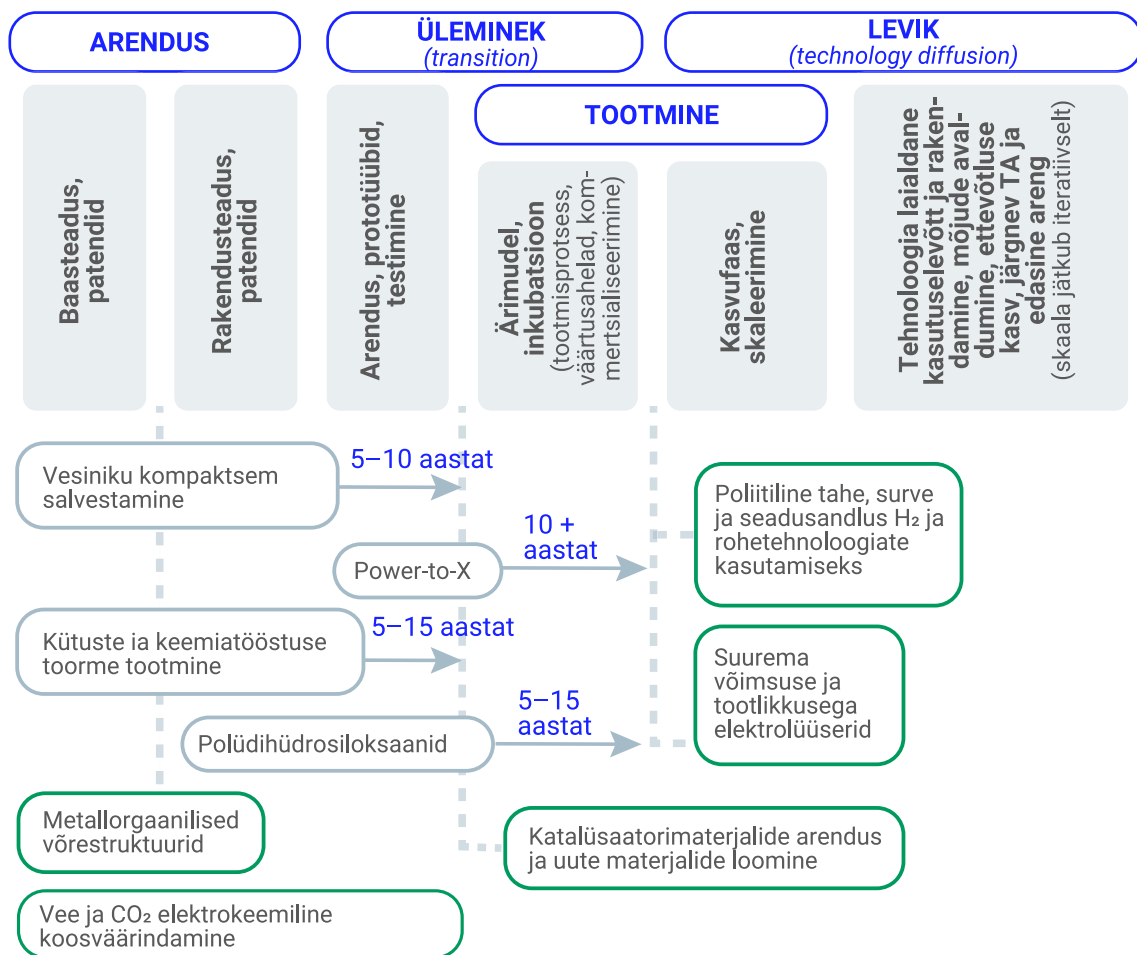 ARENDUS
ÜLEMINEK
(transition)
LEVIK
(technology diffusion)
TOOTMINE
Baasteadus,
patendid
Rakendusteadus,
patendid
Arendus, prototüübid,
testimine
Ärimudel,
inkubatsioon
(tootmisprotsess,
väärtusahelad, kom-
mertsialiseerimine)
Kasvufaas,
skaleerimine
Tehnoloogia laialdane
kasutuselevõtt ja raken-
damine, mõjude aval-
dumine, ettevõtluse
kasv, järgnev TA ja
edasine areng
(skaala jätkub iteratiivselt)
Vesiniku kompaktsem
salvestamine
5–10 aastat
Poliitiline tahe, surve
ja seadusandlus H₂ ja
rohetehnoloogiate
kasutamiseks
10 +
aastat
Power-to-X
Kütuste ia keemiatööstuse
toorme tootmine
5–15 aastat
Suurema
võimsuse ja
tootlikkusega
elektrolüüserid
5–15
aastat
Polüdihüdrosiloksaanid
Metallorgaanilised
võrestruktuurid
Katalüsaatorimaterjalide arendus
ja uute materjalide loomine
Vee ja CO₂ elektrokeemiline
koosväärindamine